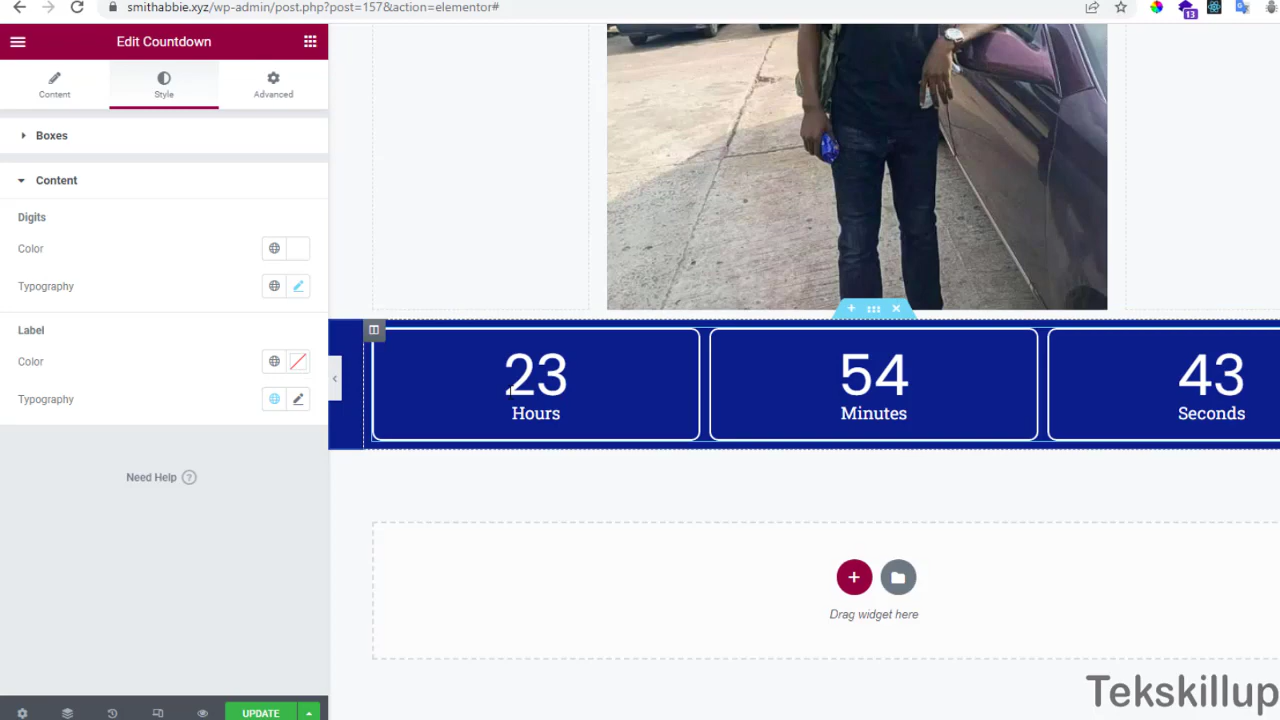 smithabbie.xyz/wp-admin/post.php?post=157&action=elementor#
13
Edit Countdown
Content
Style
Advanced
Boxes
Content
Digits
Color
Typography
Label
Color
Typography
Need Help ?
UPDATE
23
Hours
54
Minutes
43
Seconds
Drag widget here
Tekskillup